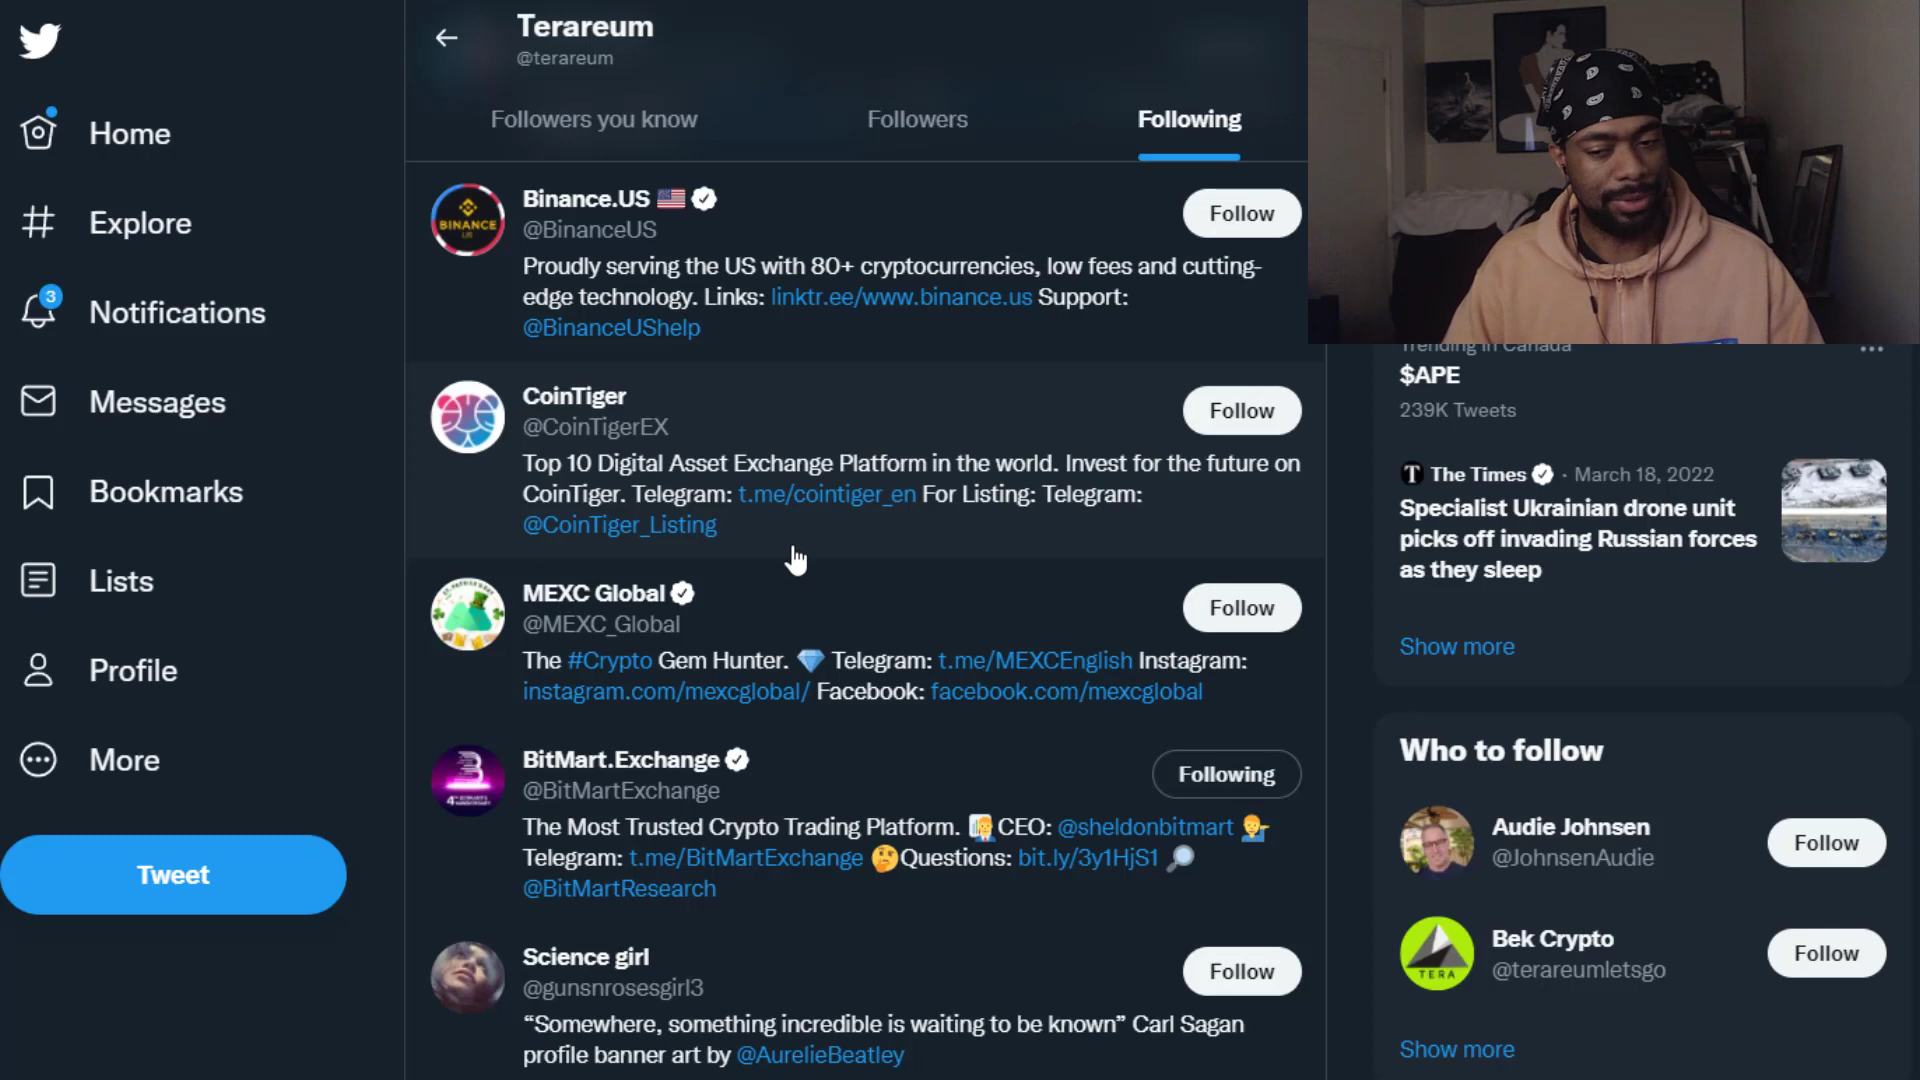 Home
Explore
3
Notifications
Messages
Bookmarks
Lists
Profile
More
Tweet
Terareum
@terareum
Followers you know
Followers
Following
BINANCE
US
Binance.US
@BinanceUS
Follow
Proudly serving the US with 80+ cryptocurrencies, low fees and cutting-
edge technology. Links: linktr.ee/www.binance.us Support:
@BinanceUShelp
CoinTiger
@CoinTigerEX
Follow
Top 10 Digital Asset Exchange Platform in the world. Invest for the future on
CoinTiger. Telegram: t.me/cointiger_en For Listing: Telegram:
@CoinTiger_Listing
MEXC Global
@MEXC_Global
Follow
The #Crypto Gem Hunter. 💎 Telegram: t.me/MEXCEnglish Instagram:
instagram.com/mexcglobal/ Facebook: facebook.com/mexcglobal
BitMart.Exchange
@BitMartExchange
Following
The Most Trusted Crypto Trading Platform. CEO: @sheldonbitmart
Telegram: t.me/BitMartExchange 🤔Questions: bit.ly/3y1HjS1 🔎
@BitMartResearch
Science girl
@gunsnrosesgirl3
Follow
“Somewhere, something incredible is waiting to be known” Carl Sagan
profile banner art by @AurelieBeatley
Trending in Canada
$APE
239K Tweets
The Times · March 18, 2022
Specialist Ukrainian drone unit
picks off invading Russian forces
as they sleep
Show more
Who to follow
Audie Johnsen
@JohnsenAudie
Follow
TERA
Bek Crypto
@terareumletsgo
Follow
Show more